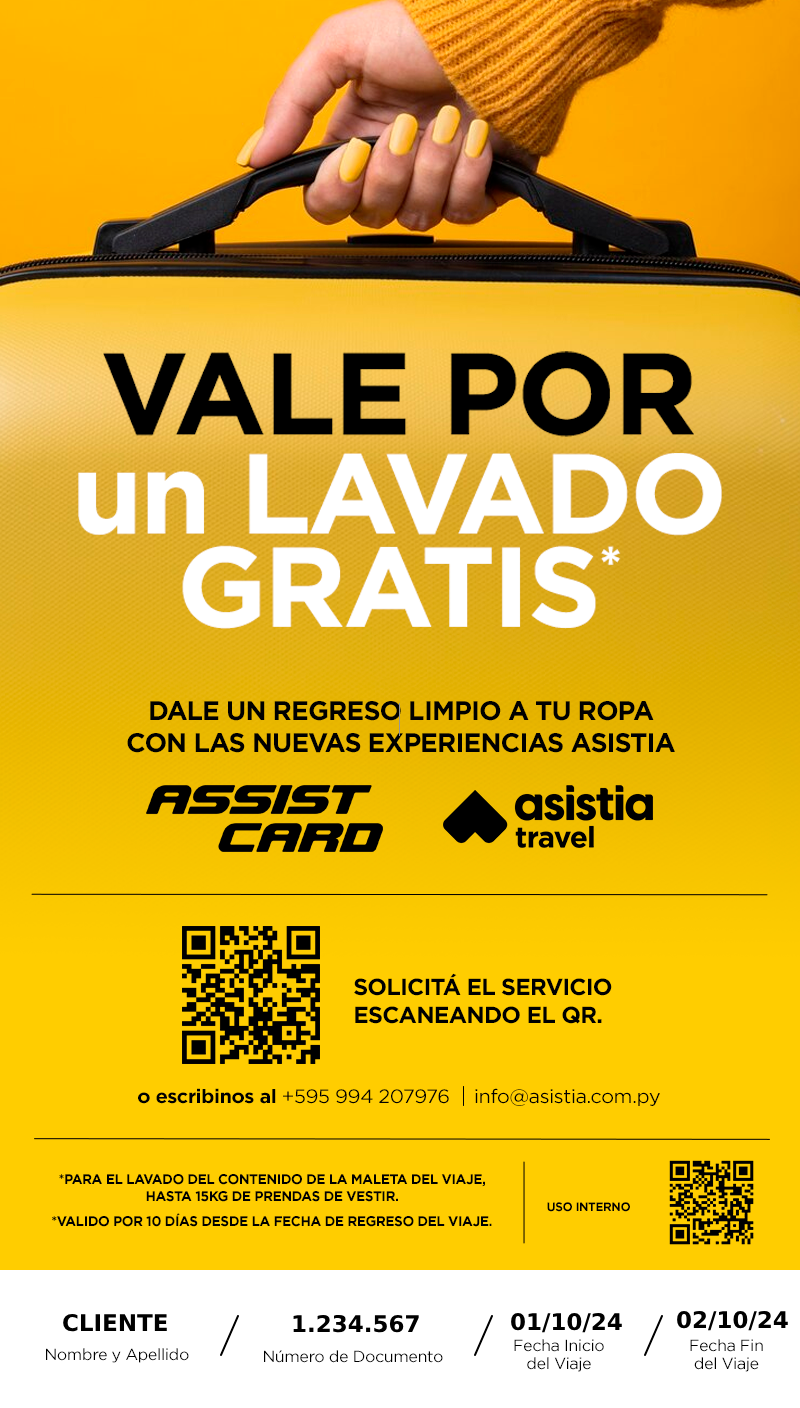 VALE POR
un LAVADO
GRATIS*
DALE UN REGRESO LIMPIO A TU ROPA
CON LAS NUEVAS EXPERIENCIAS ASISTIA
ASSIST
CARD
asistia
travel
SOLICITÁ EL SERVICIO
ESCANEANDO EL QR.
o escribinos al +595 994 207976 | info@asistia.com.py
*PARA EL LAVADO DEL CONTENIDO DE LA MALETA DEL VIAJE,
HASTA 15KG DE PRENDAS DE VESTIR.
*VALIDO POR 10 DÍAS DESDE LA FECHA DE REGRESO DEL VIAJE.
USO INTERNO
CLIENTE
Nombre y Apellido
/
1.234.567
Número de Documento
/
01/10/24
Fecha Inicio
del Viaje
/
02/10/24
Fecha Fin
del Viaje